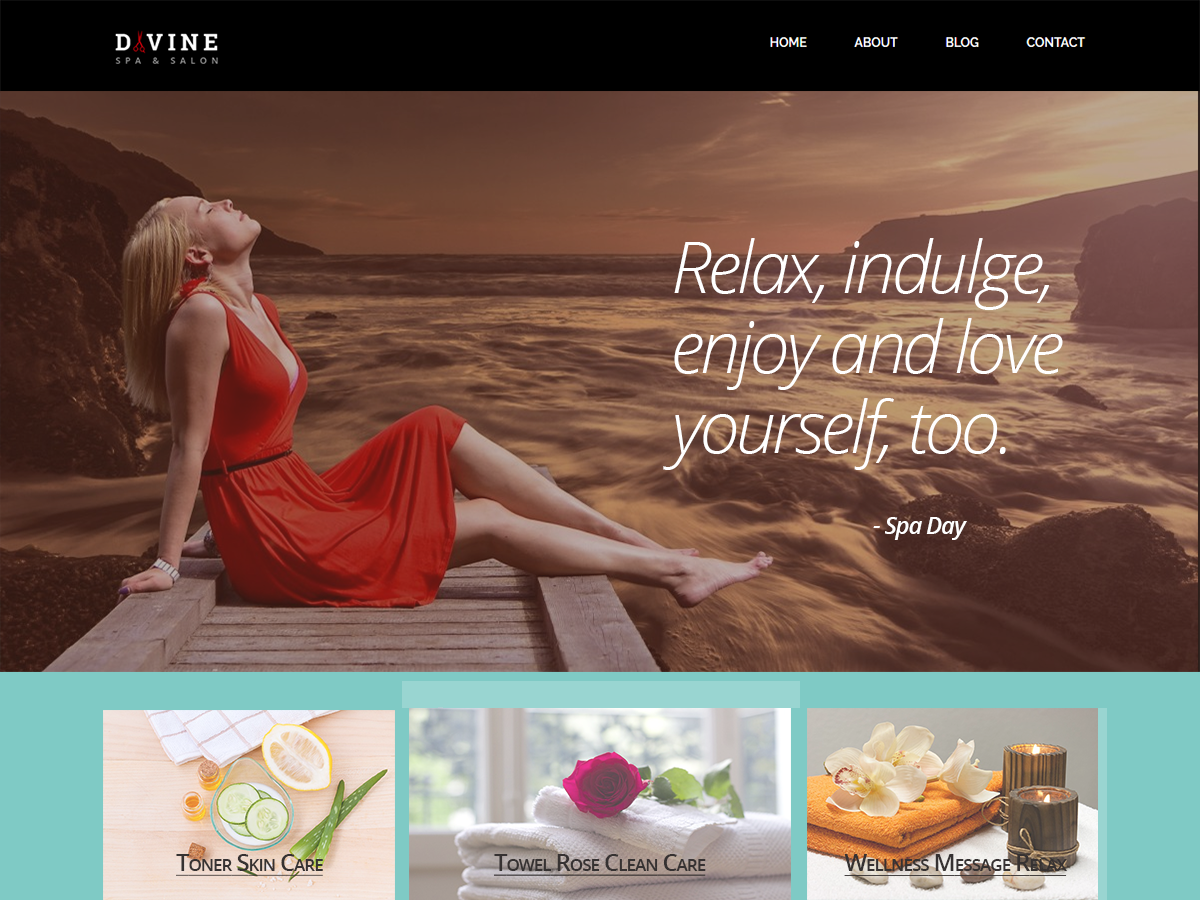 DIVINE
SPA & SALON
HOME ABOUT BLOG CONTACT
Relax, indulge,
enjoy and love
yourself, too.
- Spa Day
Toner Skin Care
Towel Rose Clean Care
Wellness Message Relax